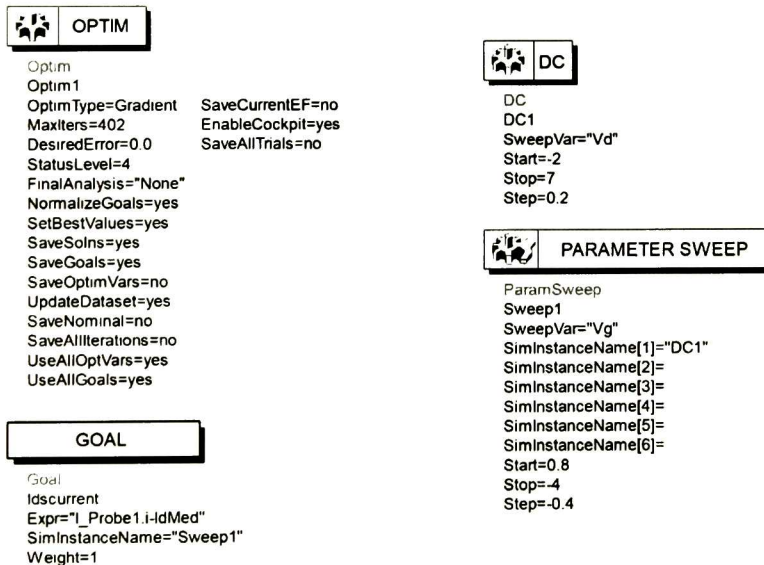 OPTIM
Optim
Optim1
OptimType=Gradient
MaxIters=402
DesiredError=0.0
StatusLevel=4
FinalAnalysis="None"
NormalizeGoals=yes
SetBestValues=yes
SaveSolns=yes
SaveGoals=yes
SaveOptimVars=no
UpdateDataset=yes
SaveNominal=no
SaveAllIterations=no
UseAllOptVars=yes
UseAllGoals=yes
SaveCurrentEF=no
EnableCockpit=yes
SaveAllTrials=no
GOAL
Goal
Idscurrent
Expr="I_Probe1.i-IdMed"
SimInstanceName="Sweep1"
Weight=1
DC
DC
DC1
SweepVar="Vd"
Start=-2
Stop=7
Step=0.2
PARAMETER SWEEP
ParamSweep
Sweep1
SweepVar="Vg"
SimInstanceName[1]="DC1"
SimInstanceName[2]=
SimInstanceName[3]=
SimInstanceName[4]=
SimInstanceName[5]=
SimInstanceName[6]=
Start=0.8
Stop=-4
Step=-0.4